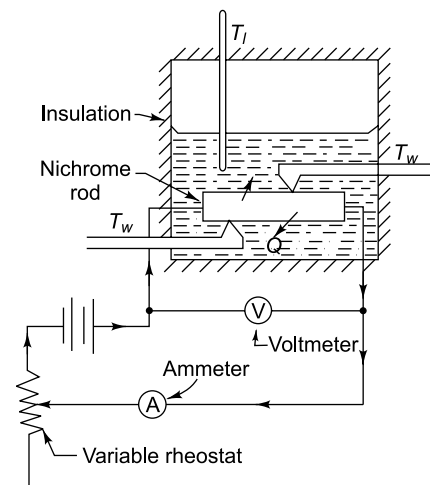 T_l
Insulation
Nichrome
rod
T_w
T_w
Q
V
Voltmeter
Ammeter
A
Variable rheostat